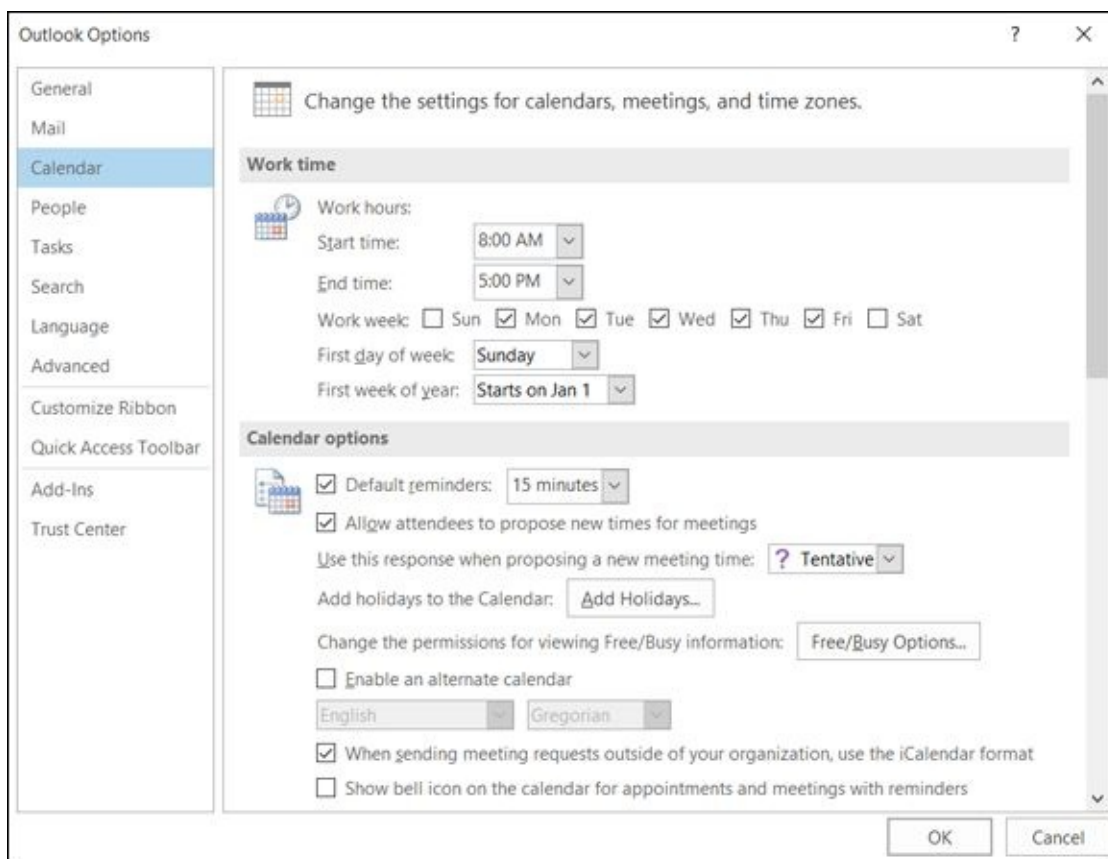 Outlook Options
?
General
Mail
Calendar
People
Tasks
Search
Language
Advanced
Customize Ribbon
Quick Access Toolbar
Add-Ins
Trust Center
Change the settings for calendars, meetings, and time zones.
Work time
Work hours:
Start time: 8:00 AM
End time: 5:00 PM
Work week: Sun Mon Tue Wed Thu Fri Sat
First day of week: Sunday
First week of year: Starts on Jan 1
Calendar options
Default reminders: 15 minutes
Allow attendees to propose new times for meetings
Use this response when proposing a new meeting time: ? Tentative
Add holidays to the Calendar: Add Holidays...
Change the permissions for viewing Free/Busy information: Free/Busy Options...
Enable an alternate calendar
English Gregorian
When sending meeting requests outside of your organization, use the iCalendar format
Show bell icon on the calendar for appointments and meetings with reminders
OK Cancel